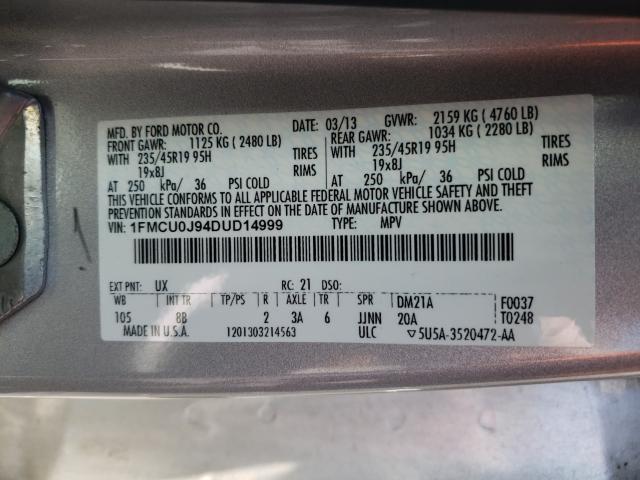 MFD. BY FORD MOTOR CO.
DATE: 03/13 GVWR: 2159 KG ( 4760 LB)
FRONT GAWR: 1125 KG ( 2480 LB) REAR GAWR: 1034 KG ( 2280 LB)
WITH 235/45R19 95H TIRES WITH 235/45R19 95H TIRES
19x8J RIMS 19x8J RIMS
AT 250 kPa/ 36 PSI COLD AT 250 kPa/ 36 PSI COLD
THIS VEHICLE CONFORMS TO ALL APPLICABLE FEDERAL MOTOR VEHICLE SAFETY AND THEFT
PREVENTION STANDARDS IN EFFECT ON THE DATE OF MANUFACTURE SHOWN ABOVE.
VIN: 1FMCU0J94DUD14999 TYPE: MPV
EXT PNT: UX RC: 21 DSO:
WB INT TR TP/PS R AXLE TR SPR DM21A F0037
105 8B 2 3A 6 JJNN 20A T0248
MADE IN U.S.A. 1201303214563 ULC ▽5U5A-3520472-AA